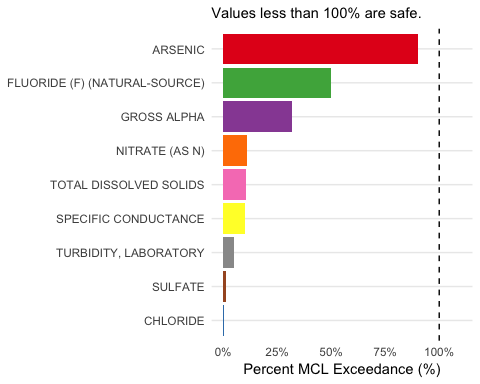 Values less than 100% are safe.
ARSENIC
FLUORIDE (F) (NATURAL-SOURCE)
GROSS ALPHA
NITRATE (AS N)
TOTAL DISSOLVED SOLIDS
SPECIFIC CONDUCTANCE
TURBIDITY, LABORATORY
SULFATE
CHLORIDE
0% 25% 50% 75% 100%
Percent MCL Exceedance (%)